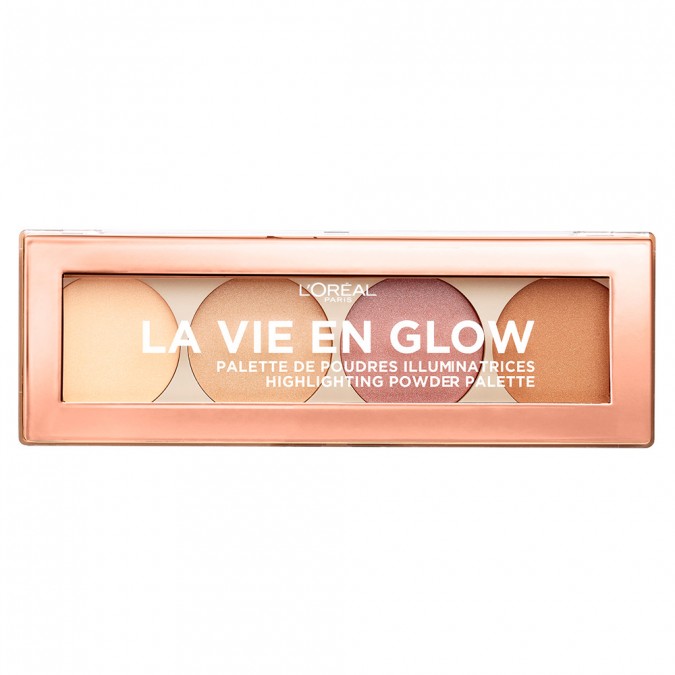 L'ORÉAL
PARIS
LA VIE EN GLOW
PALETTE DE POUDRES ILLUMINATRICES
HIGHLIGHTING POWDER PALETTE